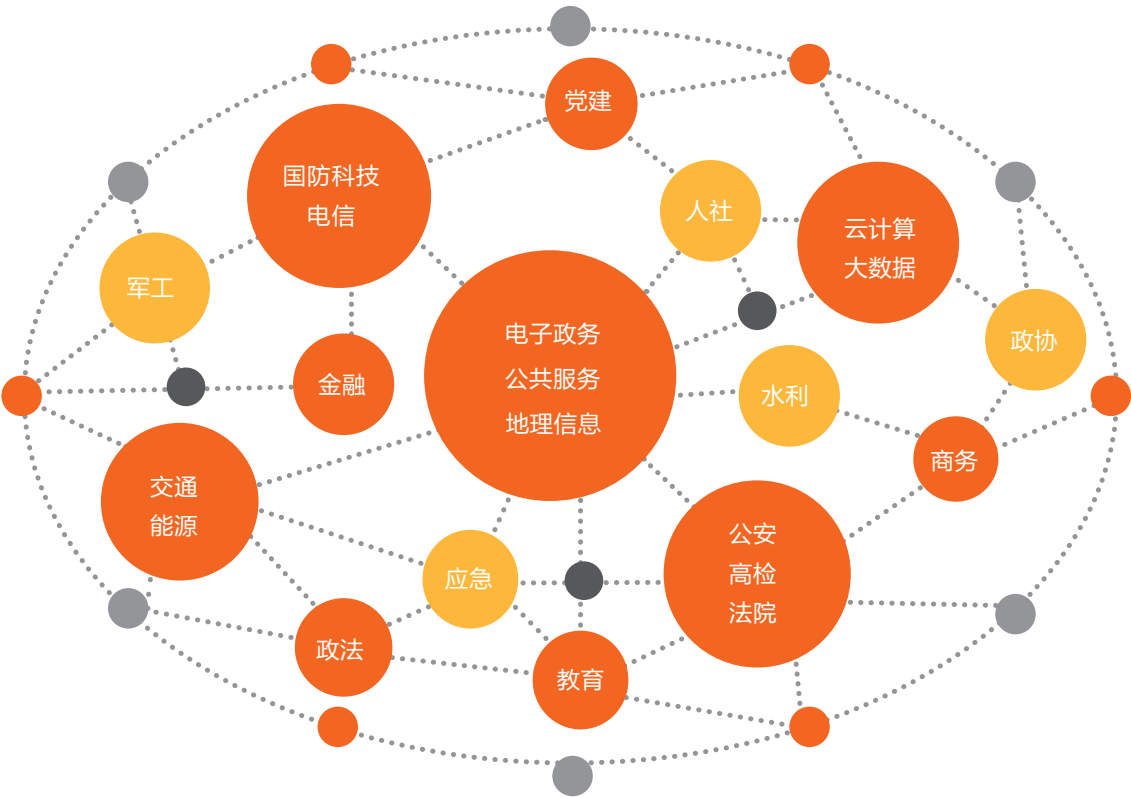 党建
国防科技
电信
人社
云计算
大数据
军工
电子政务
公共服务
地理信息
政协
金融
水利
商务
交通
能源
公安
高检
法院
应急
政法
教育